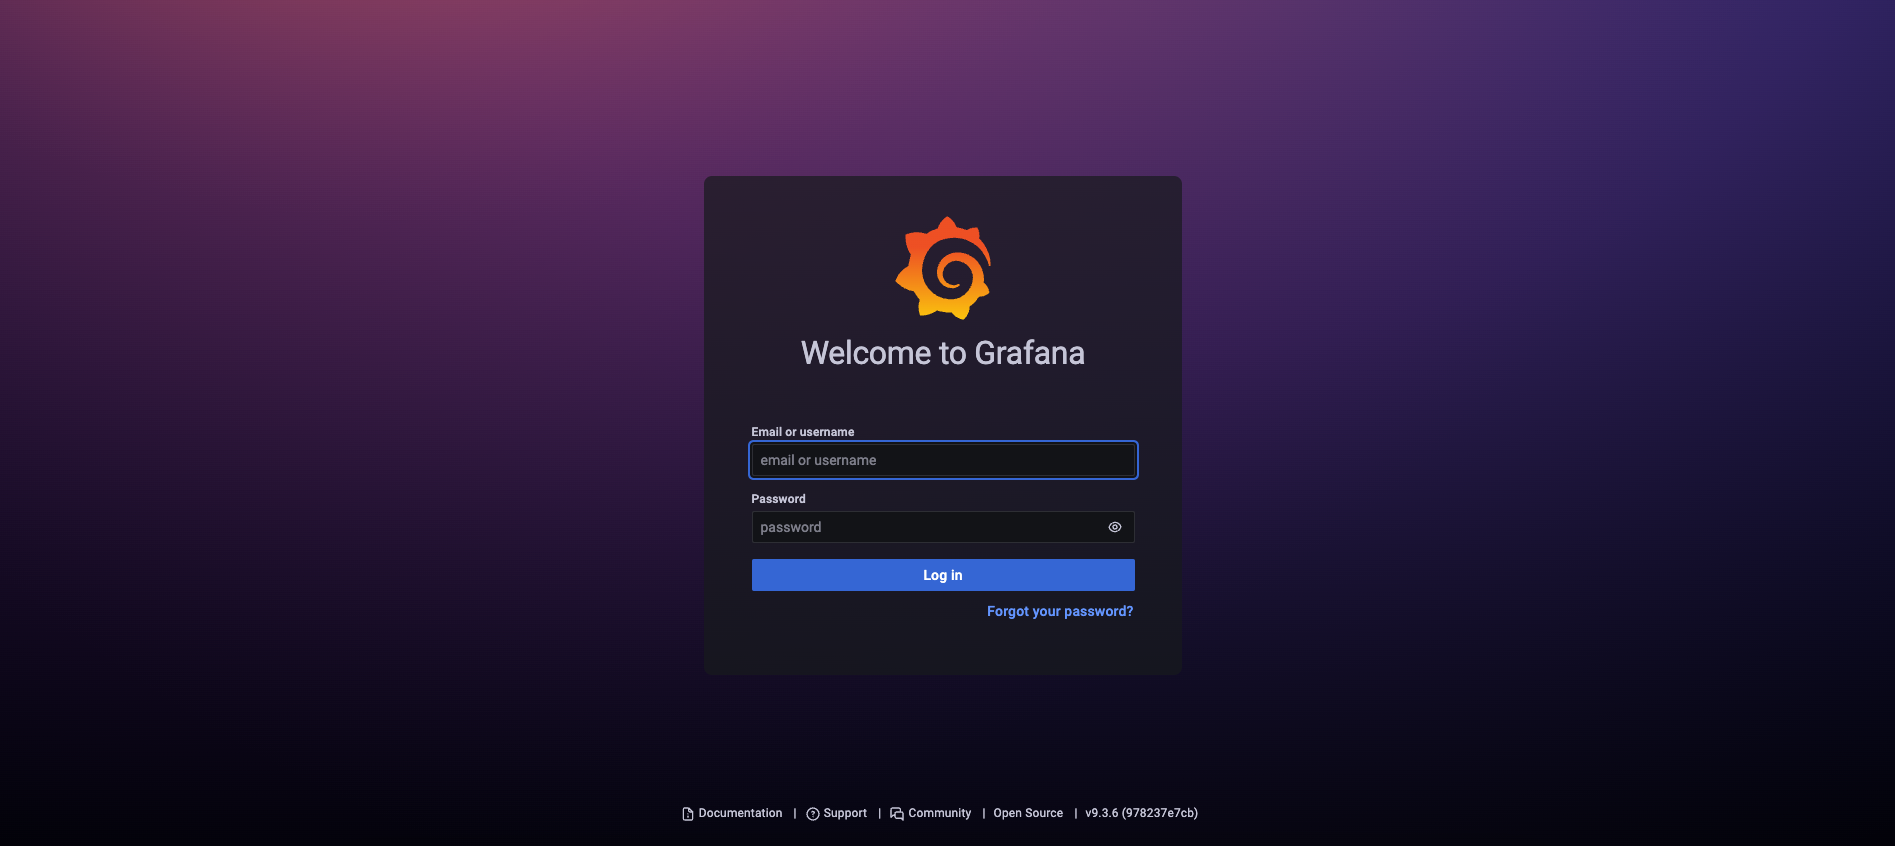 Welcome to Grafana
Email or username
email or username
Password
password
Log in
Forgot your password?
Documentation | Support | Community | Open Source | v9.3.6 (978237e7cb)